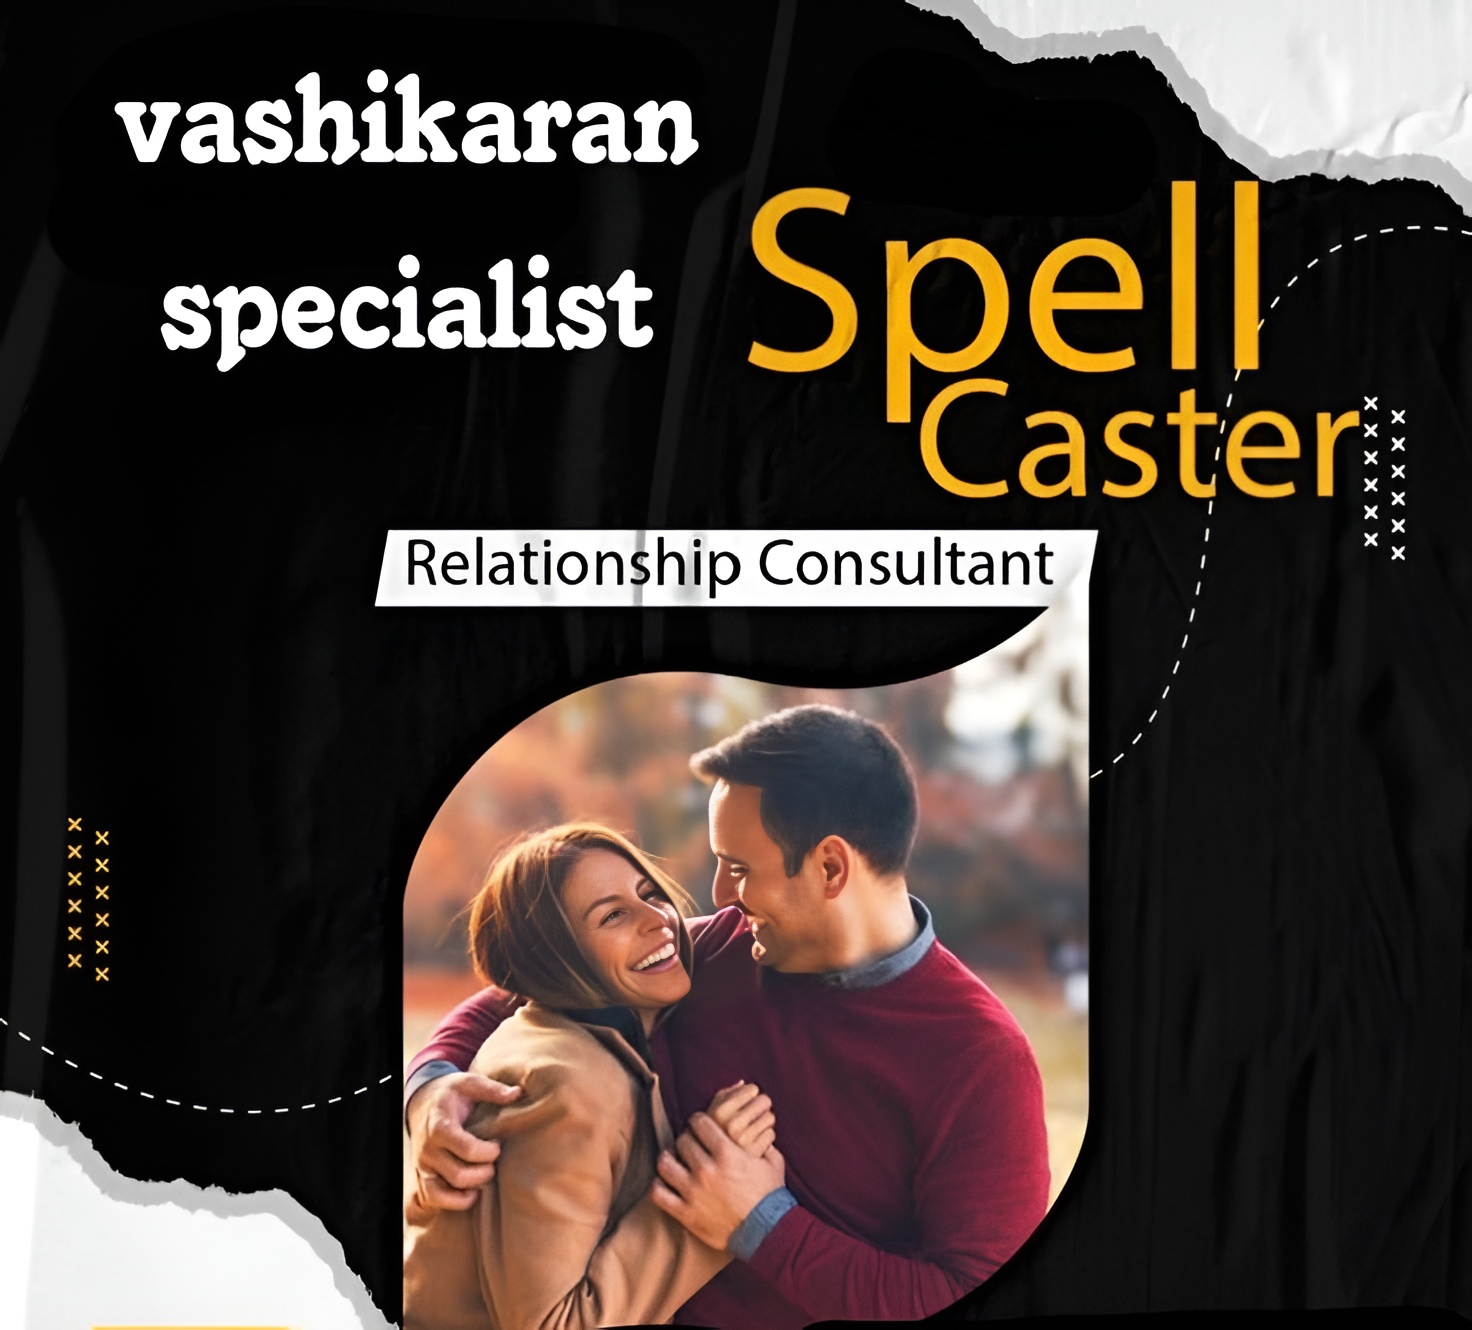 vashikaran
specialist
Spell
Caster
Relationship Consultant